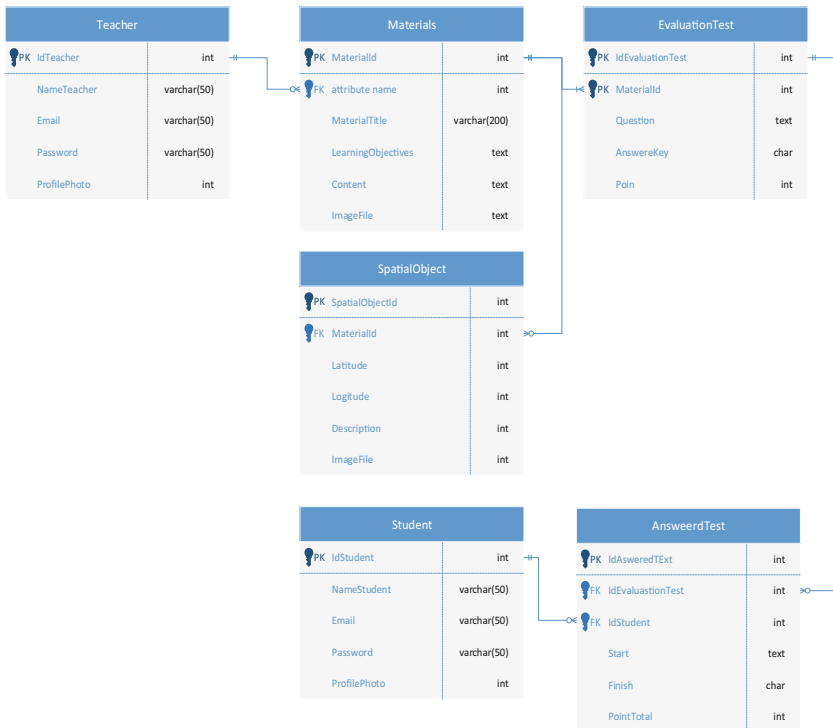 Teacher
PK IdTeacher int
NameTeacher varchar(50)
Email varchar(50)
Password varchar(50)
ProfilePhoto int
Materials
PK MaterialId int
FK attribute name int
MaterialTitle varchar(200)
LearningObjectives text
Content text
ImageFile text
EvaluationTest
PK IdEvaluationTest int
PK MaterialId int
Question text
AnswereKey char
Poin int
SpatialObject
PK SpatialObjectId int
FK MaterialId int
Latitude int
Logitude int
Description int
ImageFile int
Student
PK IdStudent int
NameStudent varchar(50)
Email varchar(50)
Password varchar(50)
ProfilePhoto int
AnsweerdTest
PK IdAsweredTExt int
FK IdEvaluastionTest int
FK IdStudent int
Start text
Finish char
PointTotal int